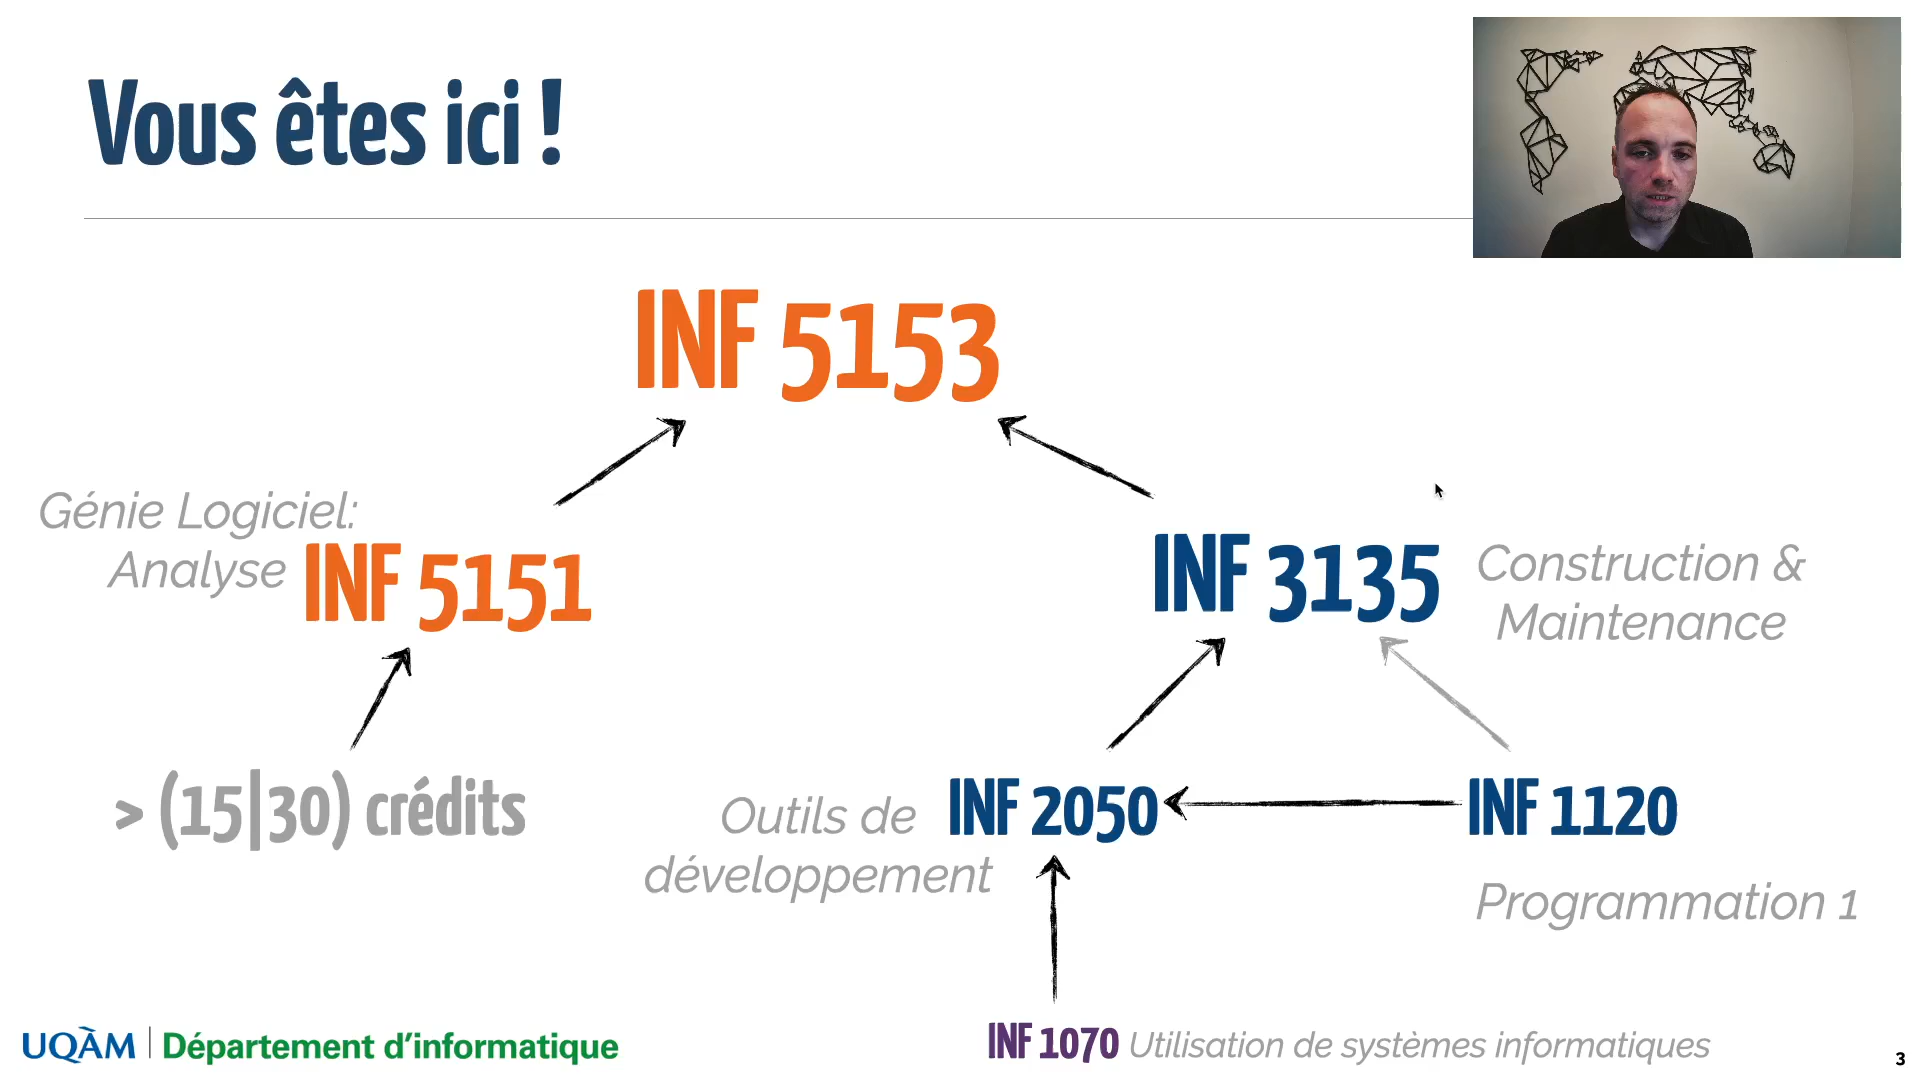 Vous êtes ici !
INF 5153
Génie Logiciel:
Analyse
INF 5151
INF 3135
Construction &
Maintenance
> (15|30) crédits
Outils de
développement
INF 2050
INF 1120
Programmation 1
INF 1070 Utilisation de systèmes informatiques
UQÀM | Département d'informatique
3